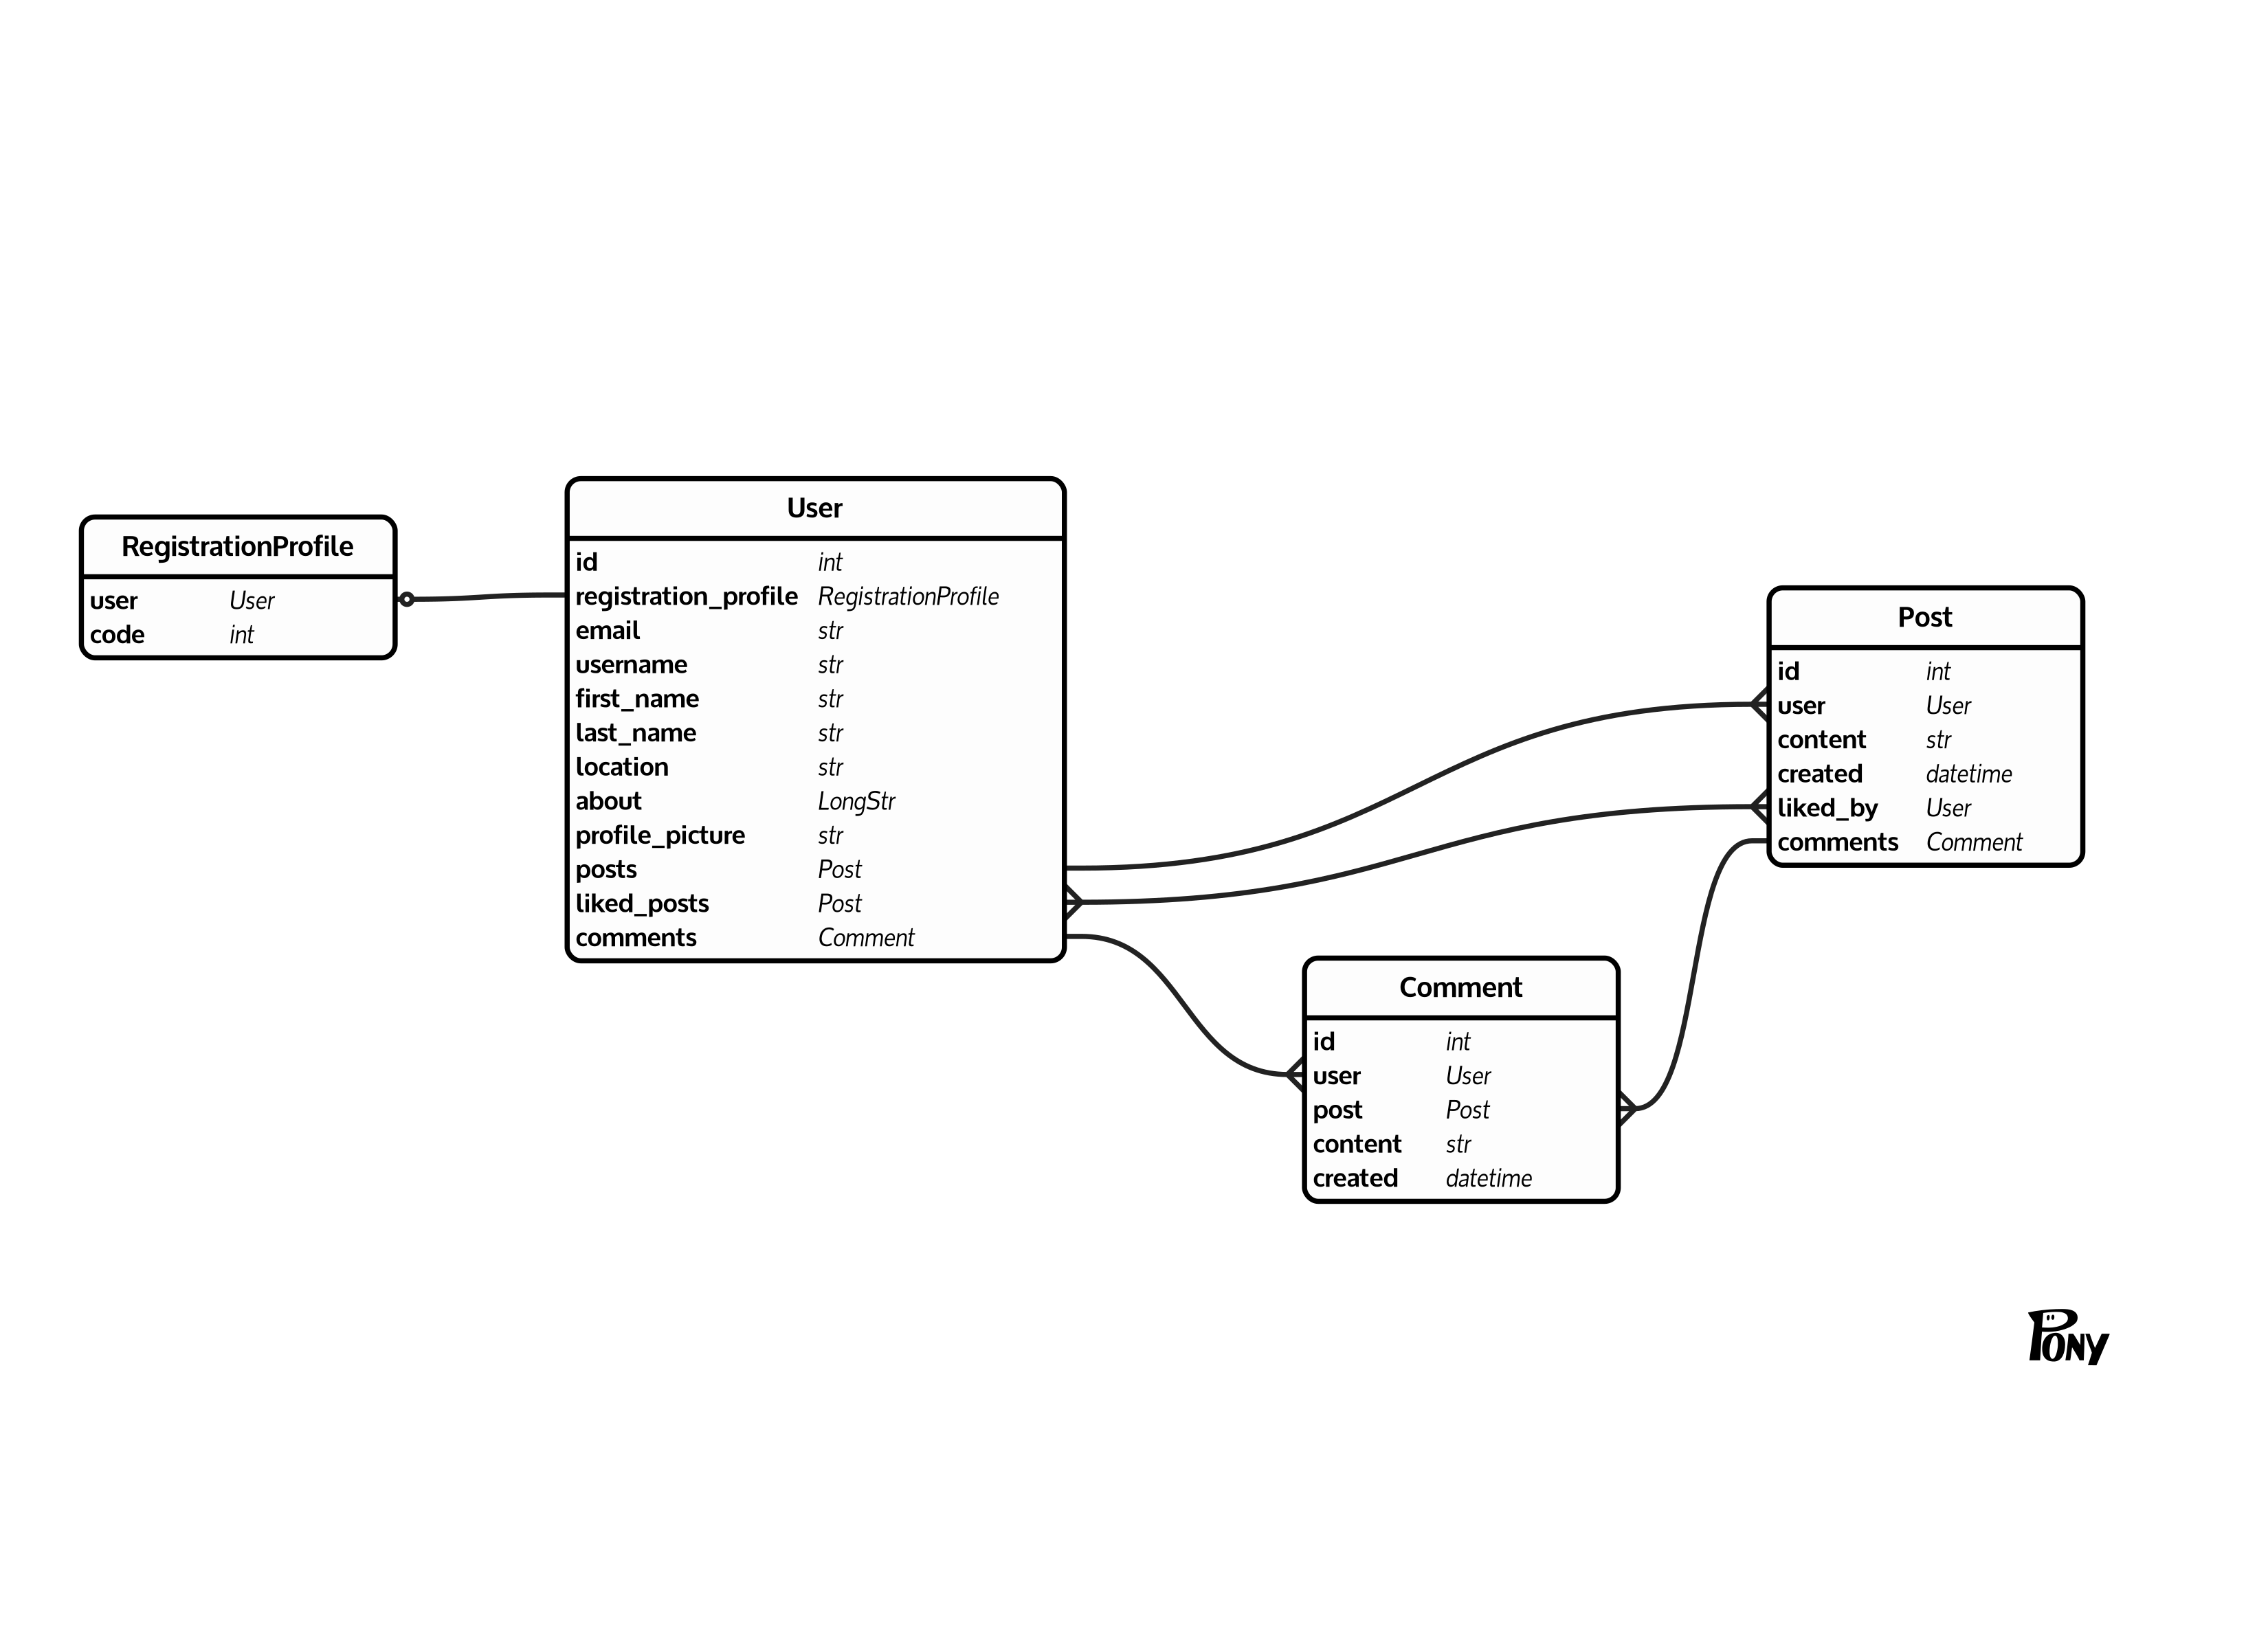 RegistrationProfile
user User
code int
User
id int
registration_profile RegistrationProfile
email str
username str
first_name str
last_name str
location str
about LongStr
profile_picture str
posts Post
liked_posts Post
comments Comment
Post
id int
user User
content str
created datetime
liked_by User
comments Comment
Comment
id int
user User
post Post
content str
created datetime
PONY